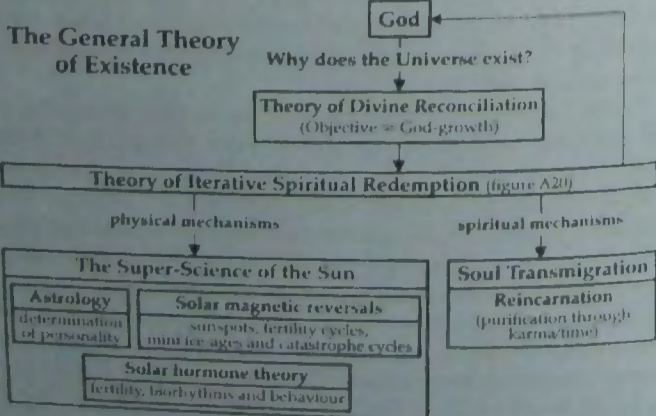 The General Theory
of Existence
God
Why does the Universe exist?
Theory of Divine Reconciliation
(Objective = God-growth)
Theory of Iterative Spiritual Redemption (figure A20)
physical mechanisms
spiritual mechanisms
The Super-Science of the Sun
Astrology
determination
of personality
Solar magnetic reversals
sunspots, fertility cycles,
mini ice ages and catastrophe cycles
Solar hormone theory
fertility, biorhythms and behaviour
Soul Transmigration
Reincarnation
(purification through
karma/time)